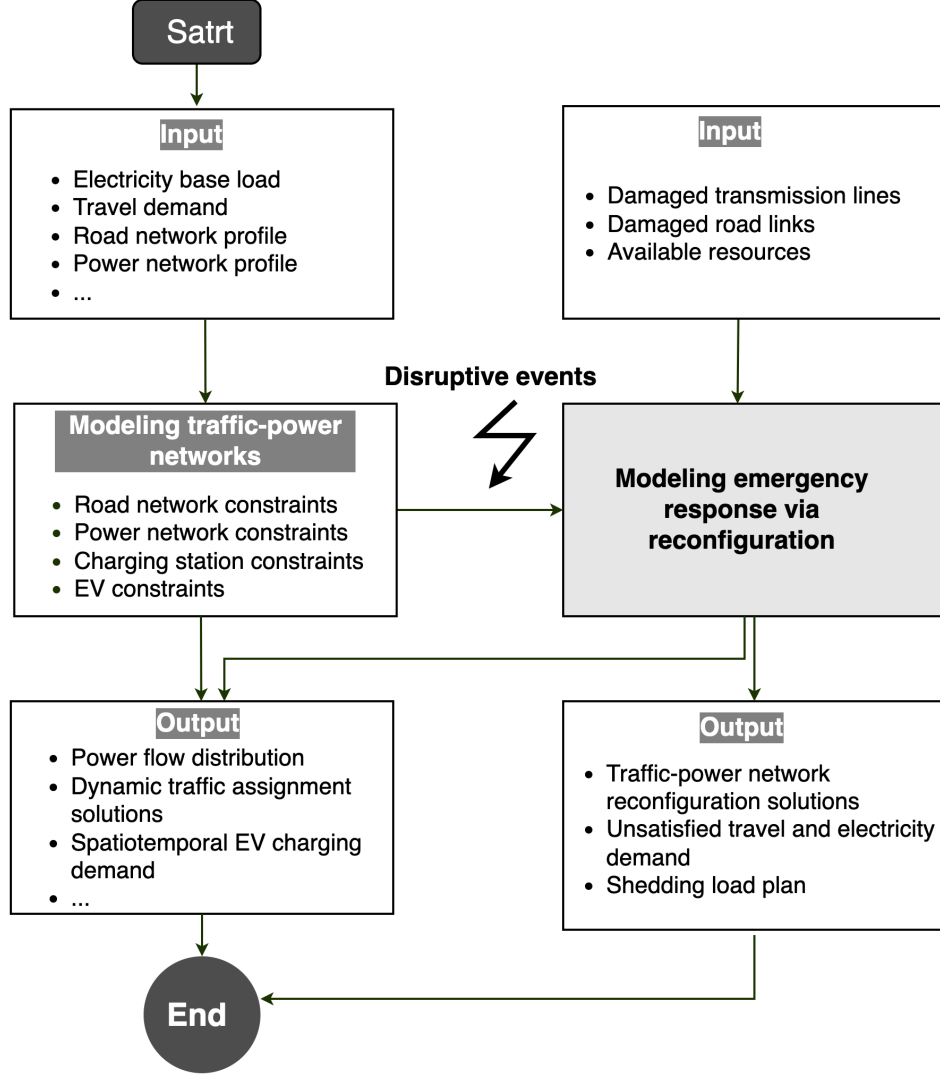 Satrt
Input
• Electricity base load
• Travel demand
• Road network profile
• Power network profile
• ...
Input
• Damaged transmission lines
• Damaged road links
• Available resources
Disruptive events
Modeling traffic-power
networks
• Road network constraints
• Power network constraints
• Charging station constraints
• EV constraints
Modeling emergency
response via
reconfiguration
Output
• Power flow distribution
• Dynamic traffic assignment
solutions
• Spatiotemporal EV charging
demand
• ...
Output
• Traffic-power network
reconfiguration solutions
• Unsatisfied travel and electricity
demand
• Shedding load plan
End